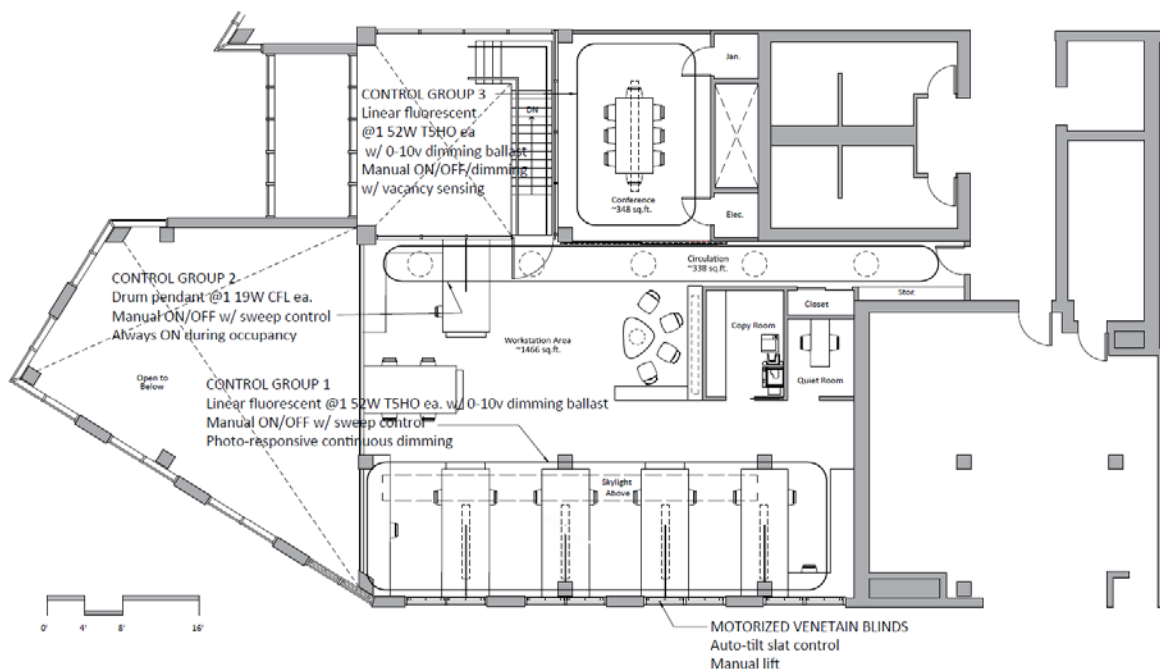 Jan.
CONTROL GROUP 3
Linear fluorescent
@1 52W T5HO ea
w/ 0-10v dimming ballast
Manual ON/OFF/dimming
w/ vacancy sensing
DN
Conference
~348 sq.ft.
Elec.
Circulation
~338 sq.ft.
CONTROL GROUP 2
Drum pendant @1 19W CFL ea.
Manual ON/OFF w/ sweep control
Always ON during occupancy
Stor.
Closet
Copy Room
Workstation Area
~1466 sq.ft.
Open to
Below
Quiet Room
CONTROL GROUP 1
Linear fluorescent @1 52W T5HO ea. w/ 0-10v dimming ballast
Manual ON/OFF w/ sweep control
Photo-responsive continuous dimming
Skylight
Above
0' 4' 8' 16'
MOTORIZED VENETAIN BLINDS
Auto-tilt slat control
Manual lift